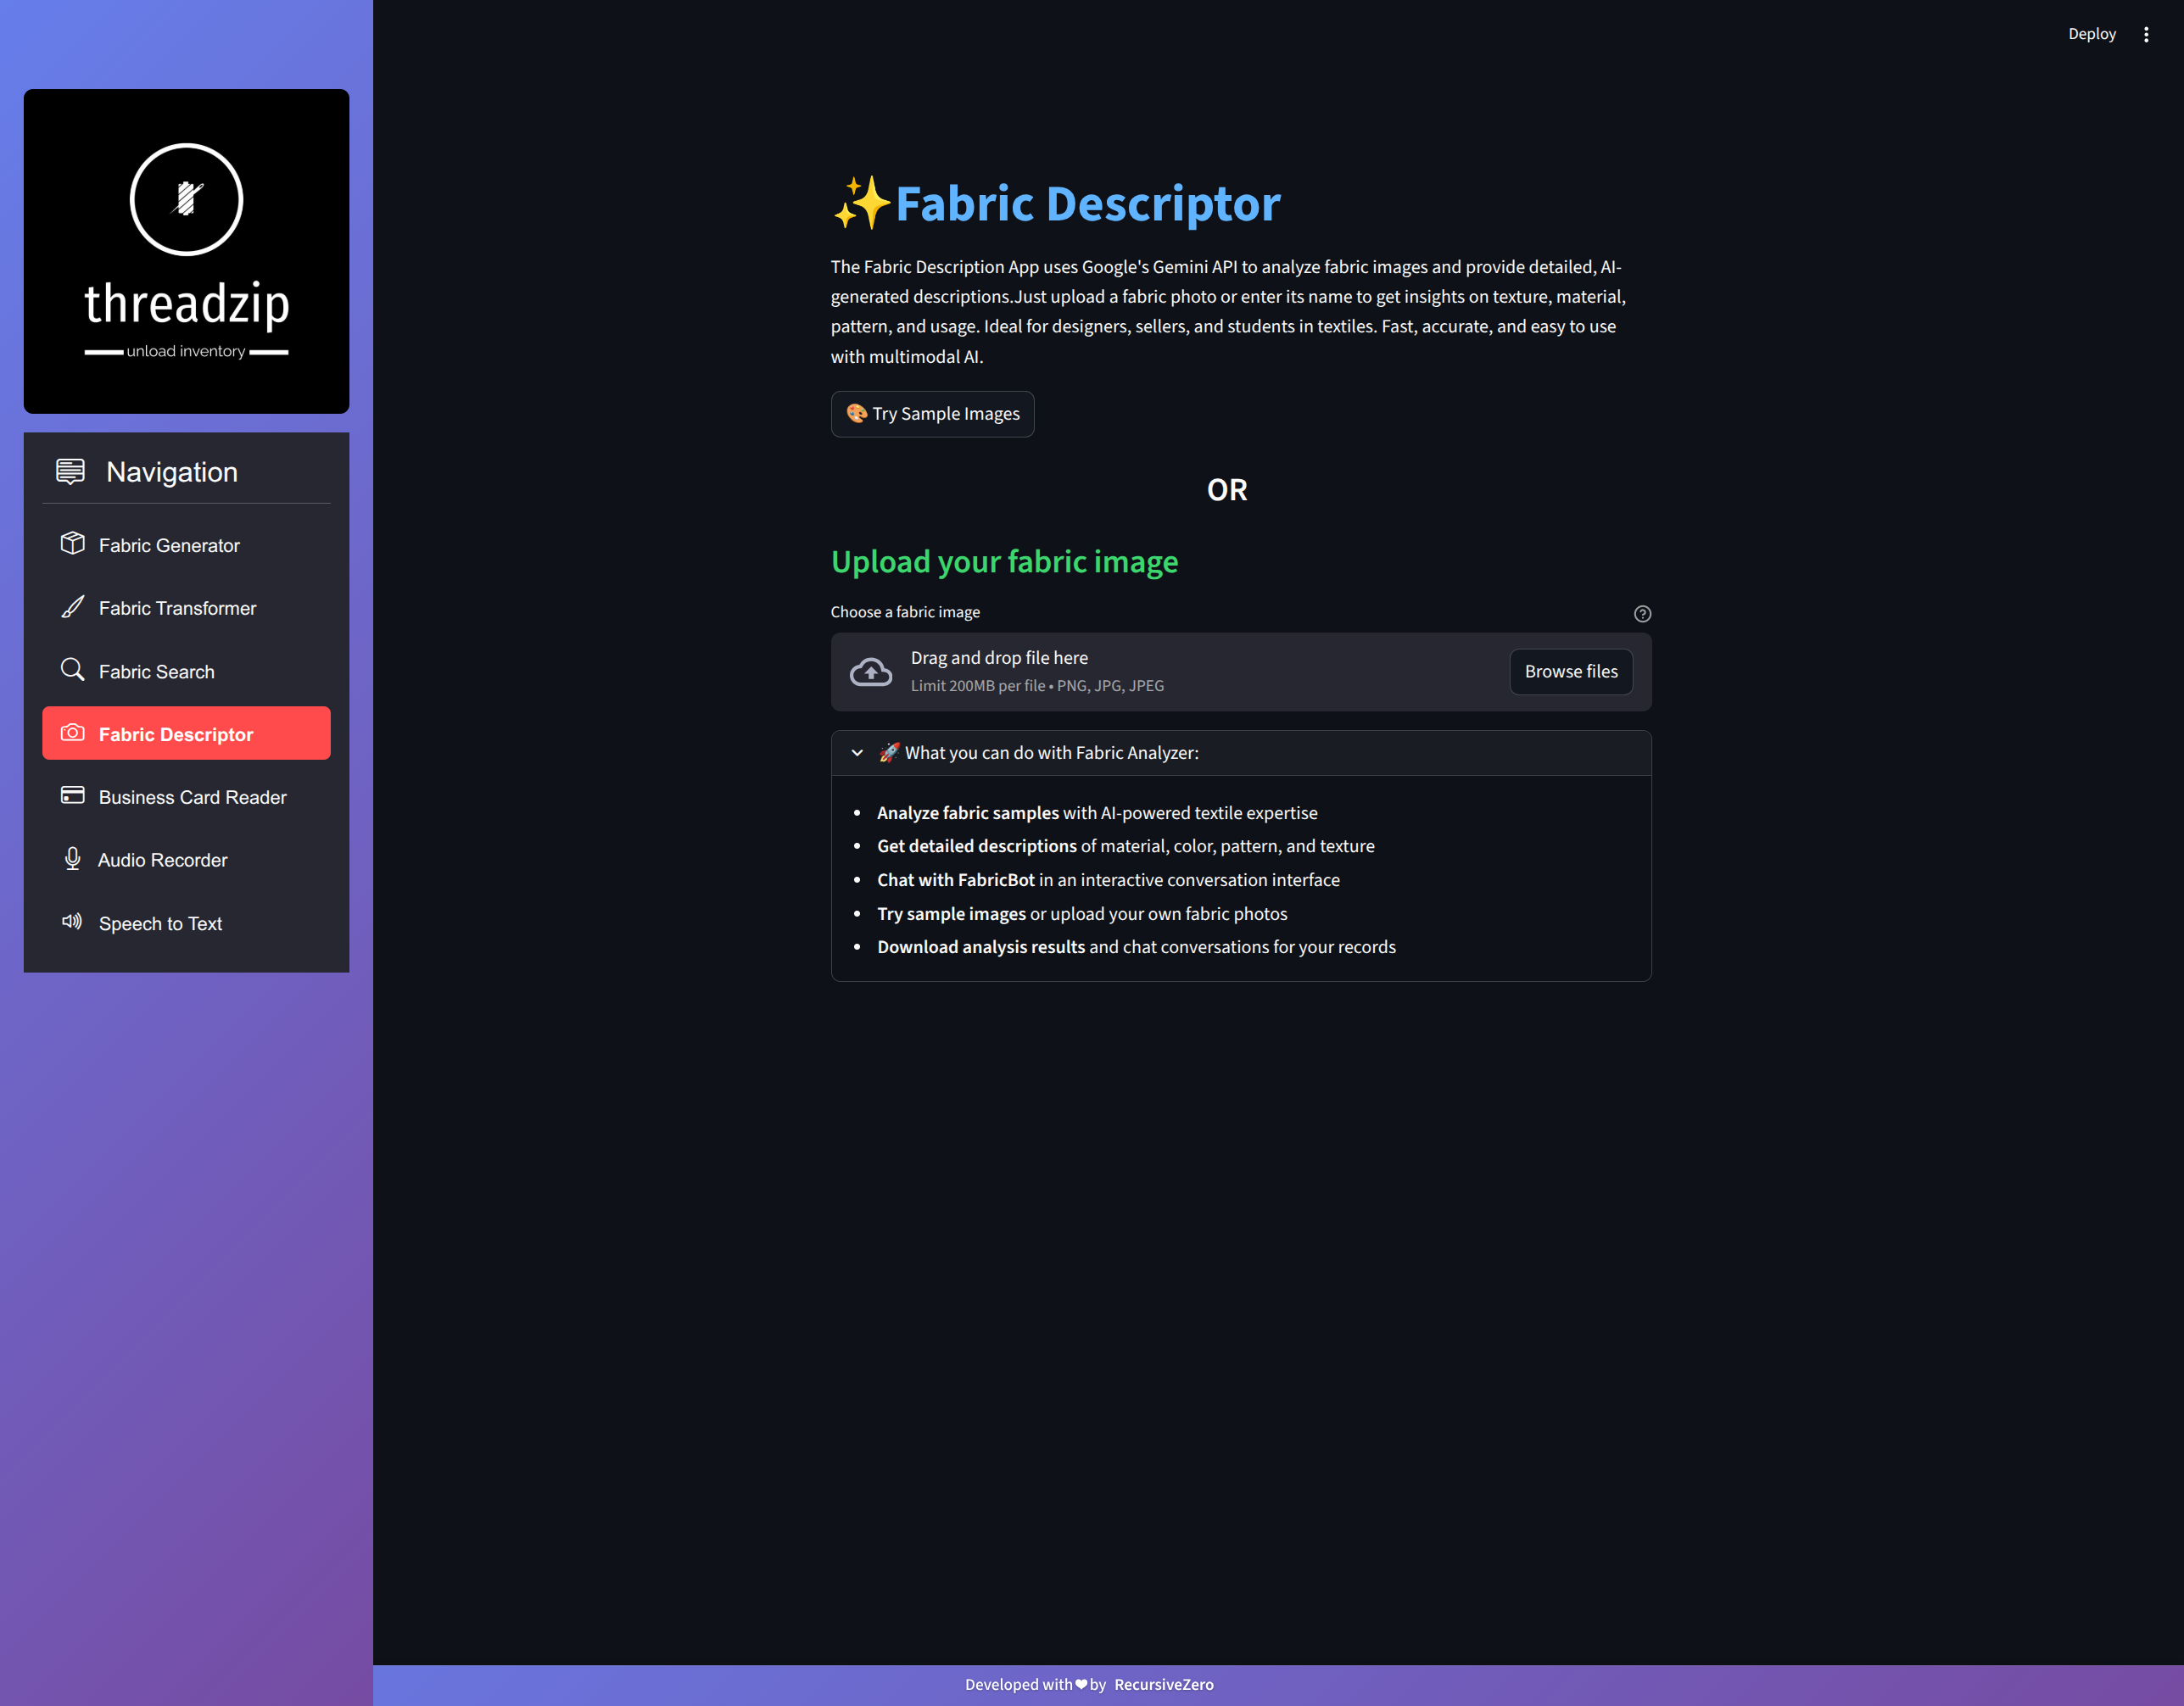 Deploy
threadzip
unload inventory
Navigation
Fabric Generator
Fabric Transformer
Fabric Search
Fabric Descriptor
Business Card Reader
Audio Recorder
Speech to Text
✨Fabric Descriptor
The Fabric Description App uses Google's Gemini API to analyze fabric images and provide detailed, AI-
generated descriptions.Just upload a fabric photo or enter its name to get insights on texture, material,
pattern, and usage. Ideal for designers, sellers, and students in textiles. Fast, accurate, and easy to use
with multimodal AI.
🎨 Try Sample Images
OR
Upload your fabric image
Choose a fabric image
Drag and drop file here
Limit 200MB per file • PNG, JPG, JPEG
Browse files
🚀 What you can do with Fabric Analyzer:
• Analyze fabric samples with AI-powered textile expertise
• Get detailed descriptions of material, color, pattern, and texture
• Chat with FabricBot in an interactive conversation interface
• Try sample images or upload your own fabric photos
• Download analysis results and chat conversations for your records
Developed with❤by RecursiveZero